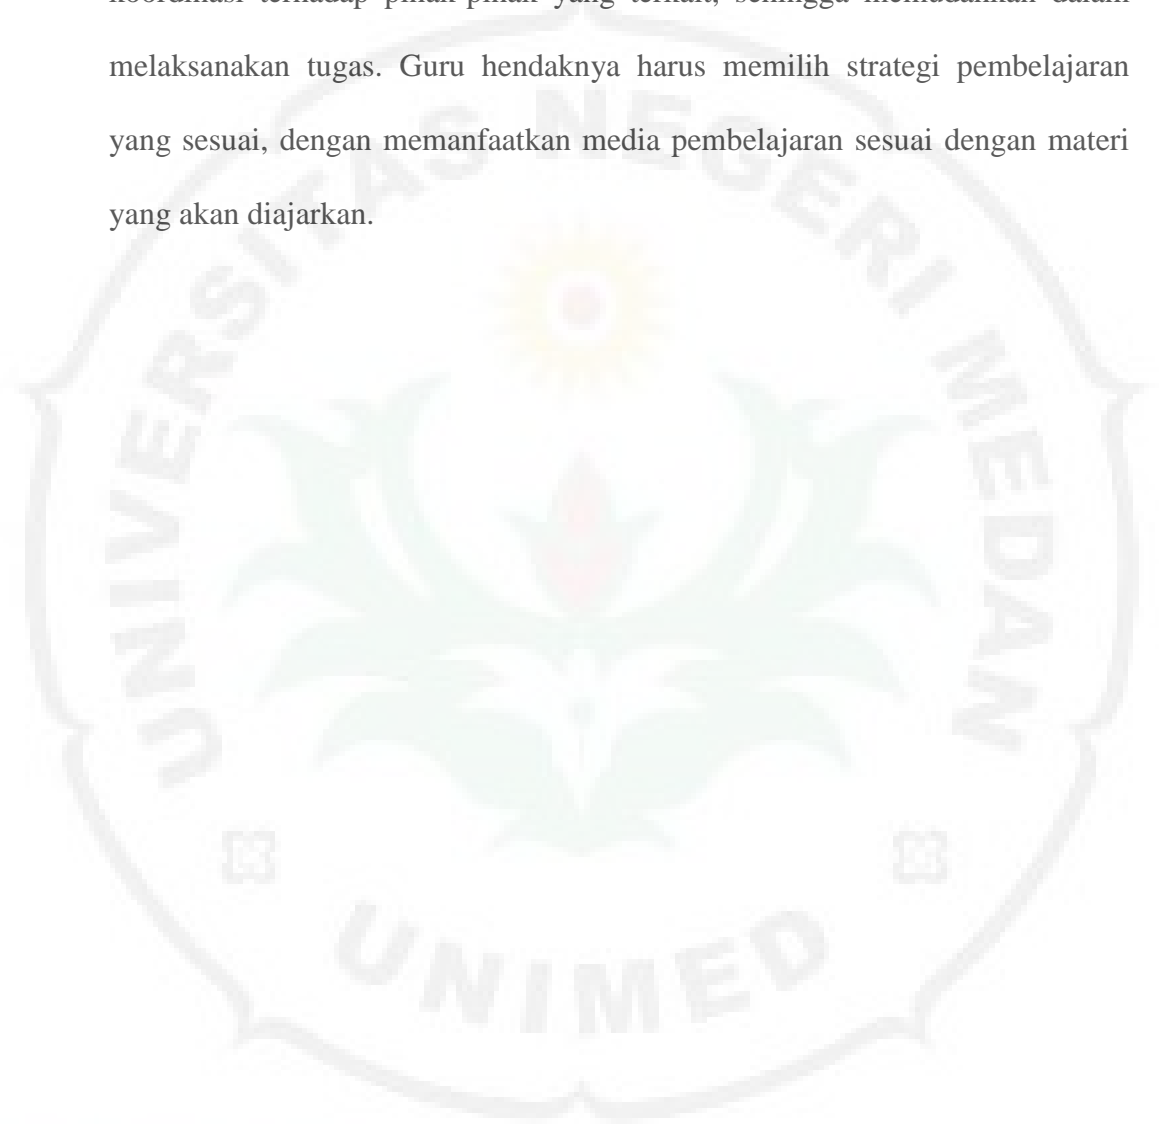 koordinasi terhadap pihak-pihak yang terkait, sehingga memudahkan dalam
melaksanakan tugas. Guru hendaknya harus memilih strategi pembelajaran
yang sesuai, dengan memanfaatkan media pembelajaran sesuai dengan materi
yang akan diajarkan.
UNIVERSITAS NEGERI MEDAN
UNIMED